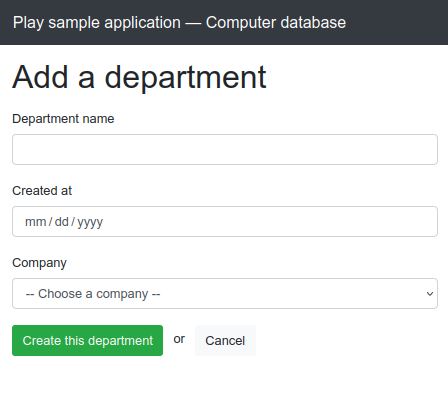 Play sample application — Computer database
Add a department
Department name
Created at
mm / dd / yyyy
Company
-- Choose a company --
Create this department or Cancel